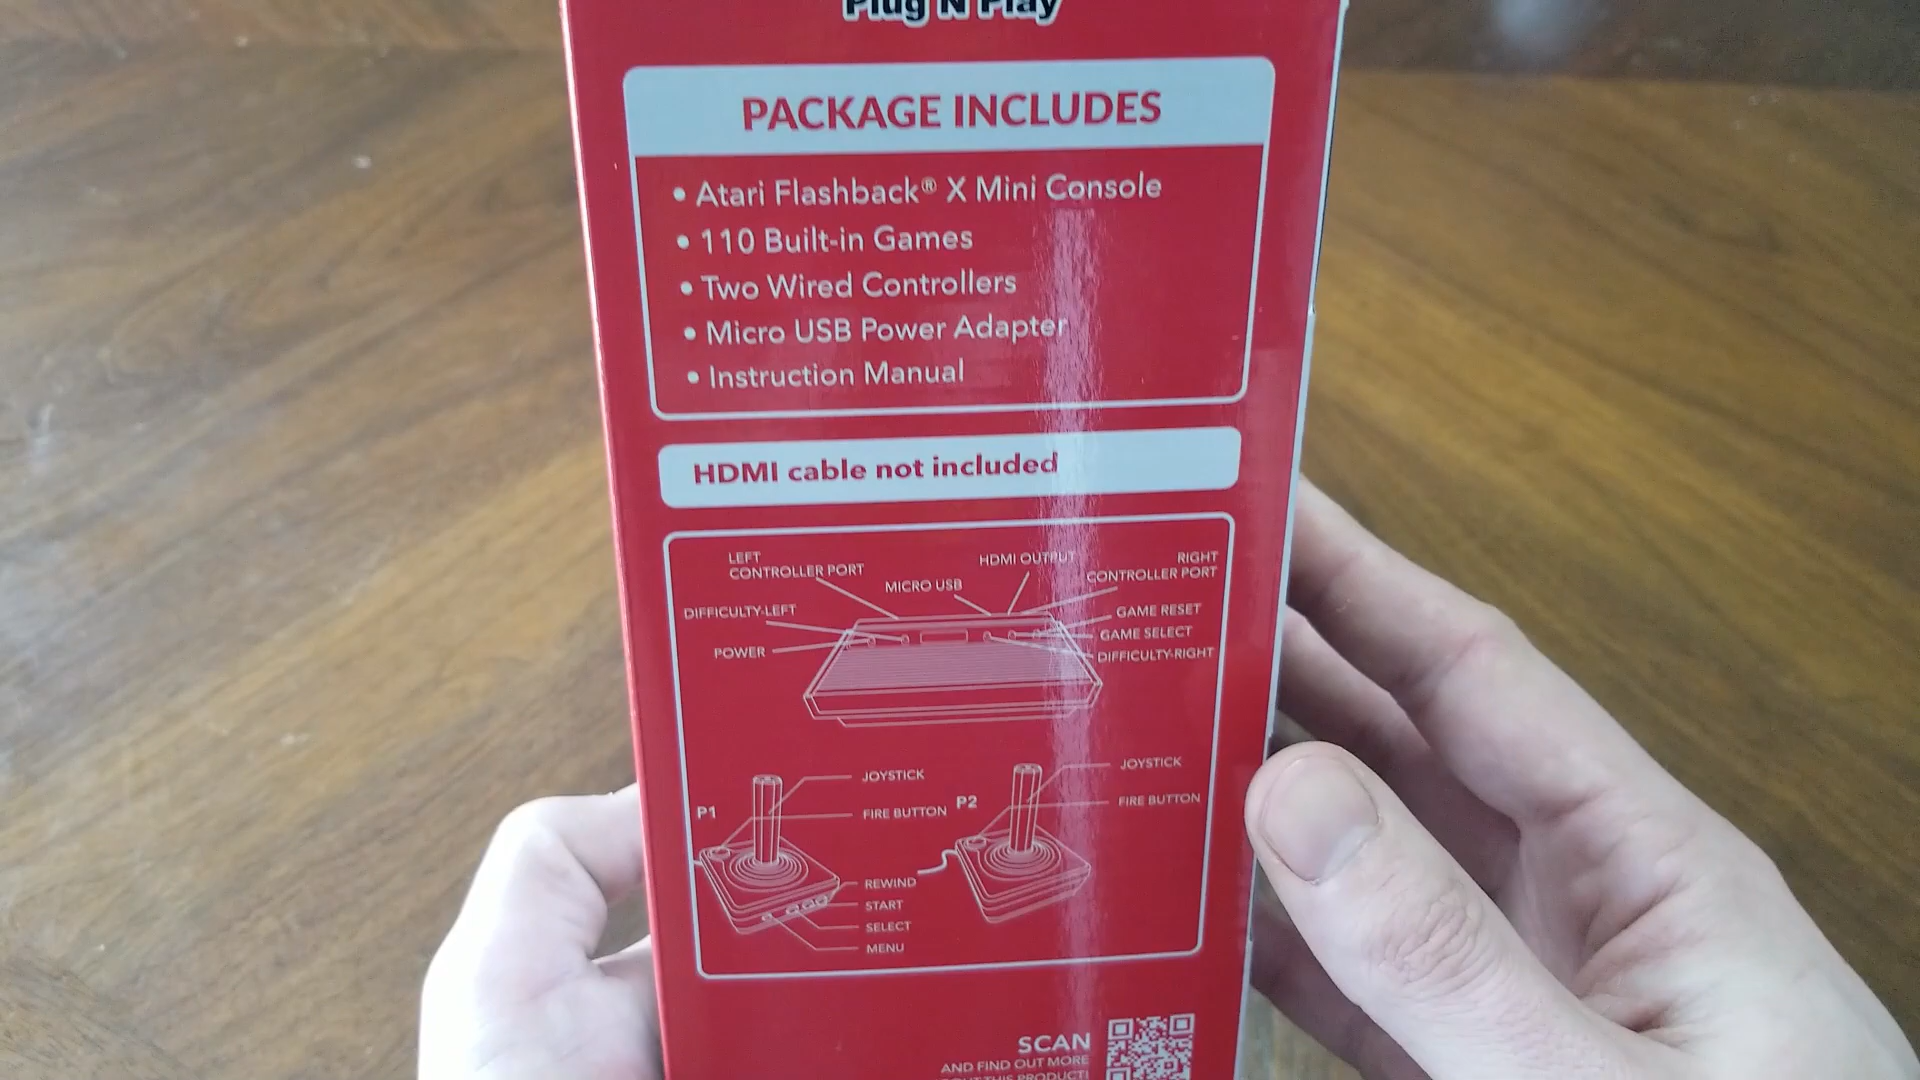 Plug N Play
PACKAGE INCLUDES
• Atari Flashback® X Mini Console
• 110 Built-in Games
• Two Wired Controllers
• Micro USB Power Adapter
• Instruction Manual
HDMI cable not included
LEFT
CONTROLLER PORT
MICRO USB
HDMI OUTPUT
RIGHT
CONTROLLER PORT
DIFFICULTY-LEFT
GAME RESET
GAME SELECT
POWER
DIFFICULTY-RIGHT
P1
JOYSTICK
FIRE BUTTON
REWIND
START
SELECT
MENU
P2
JOYSTICK
FIRE BUTTON
SCAN
AND FIND OUT MORE
THIS PRODUCT!